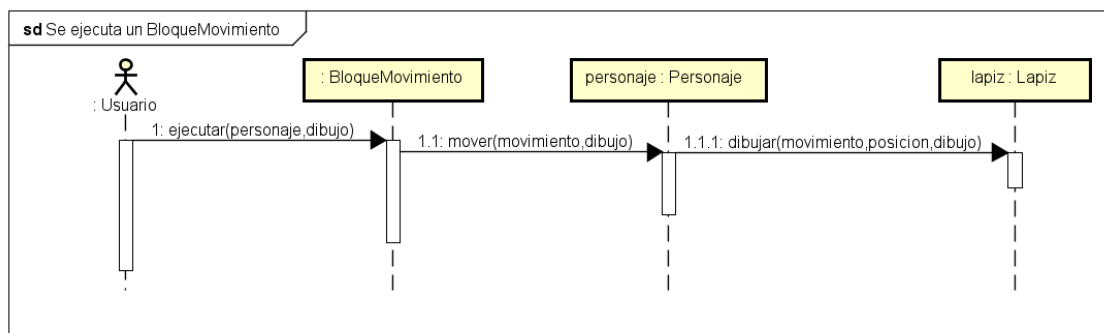 sd Se ejecuta un BloqueMovimiento
: Usuario
: BloqueMovimiento
personaje : Personaje
lapiz : Lapiz
1: ejecutar(personaje,dibujo)
1.1: mover(movimiento,dibujo)
1.1.1: dibujar(movimiento,posicion,dibujo)